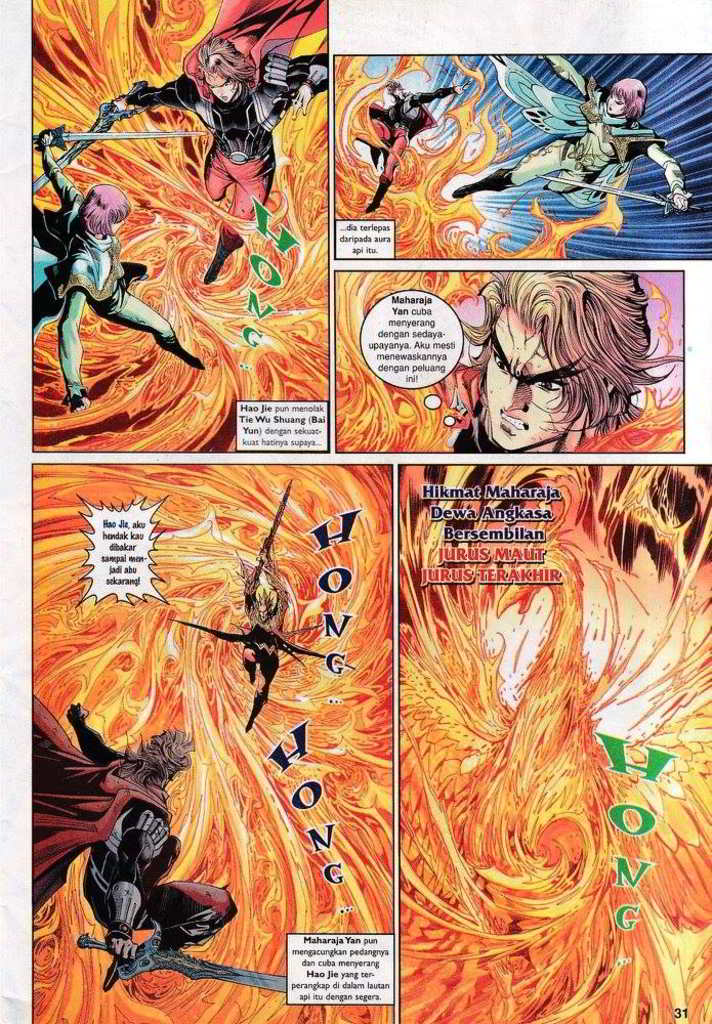 HONG..
Hao Jie pun menolak
Tie Wu Shuang (Bai
Yun) dengan sekuat-
kuat hatinya supaya...
...dia terlepas
daripada aura
api itu.
Maharaja
Yan cuba
menyerang
dengan sedaya-
upayanya. Aku mesti
menewaskannya
dengan peluang
ini!
Hao Jie, aku
hendak kau
dibakar
sampai men-
jadi abu
sekarang!
HONG...
HONG...
Maharaja Yan pun
mengacungkan pedangnya
dan cuba menyerang
Hao Jie yang ter-
perangkap di dalam lautan
api itu dengan segera.
Hikmat Maharaja
Dewa Angkasa
Bersembilan
JURUS MAUT
JURUS TERAKHIR
HONG...
31